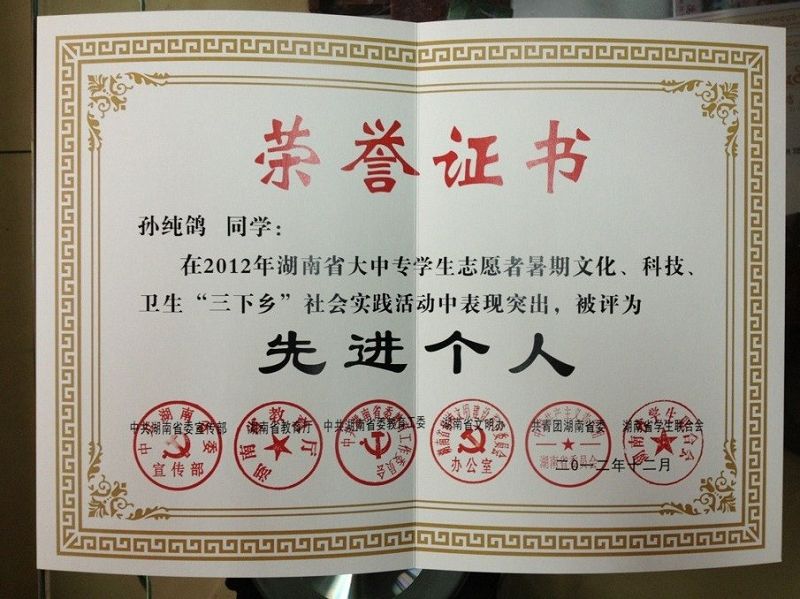 荣誉证书
孙纯鸽 同学：
在2012年湖南省大中专学生志愿者暑期文化、科技、
卫生“三下乡”社会实践活动中表现突出，被评为
先进个人
中共湖南省委宣传部 湖南省教育厅 中共湖南省委教育工委 湖南省文明办 共青团湖南省委 湖南省学生联合会
二〇一二年十二月